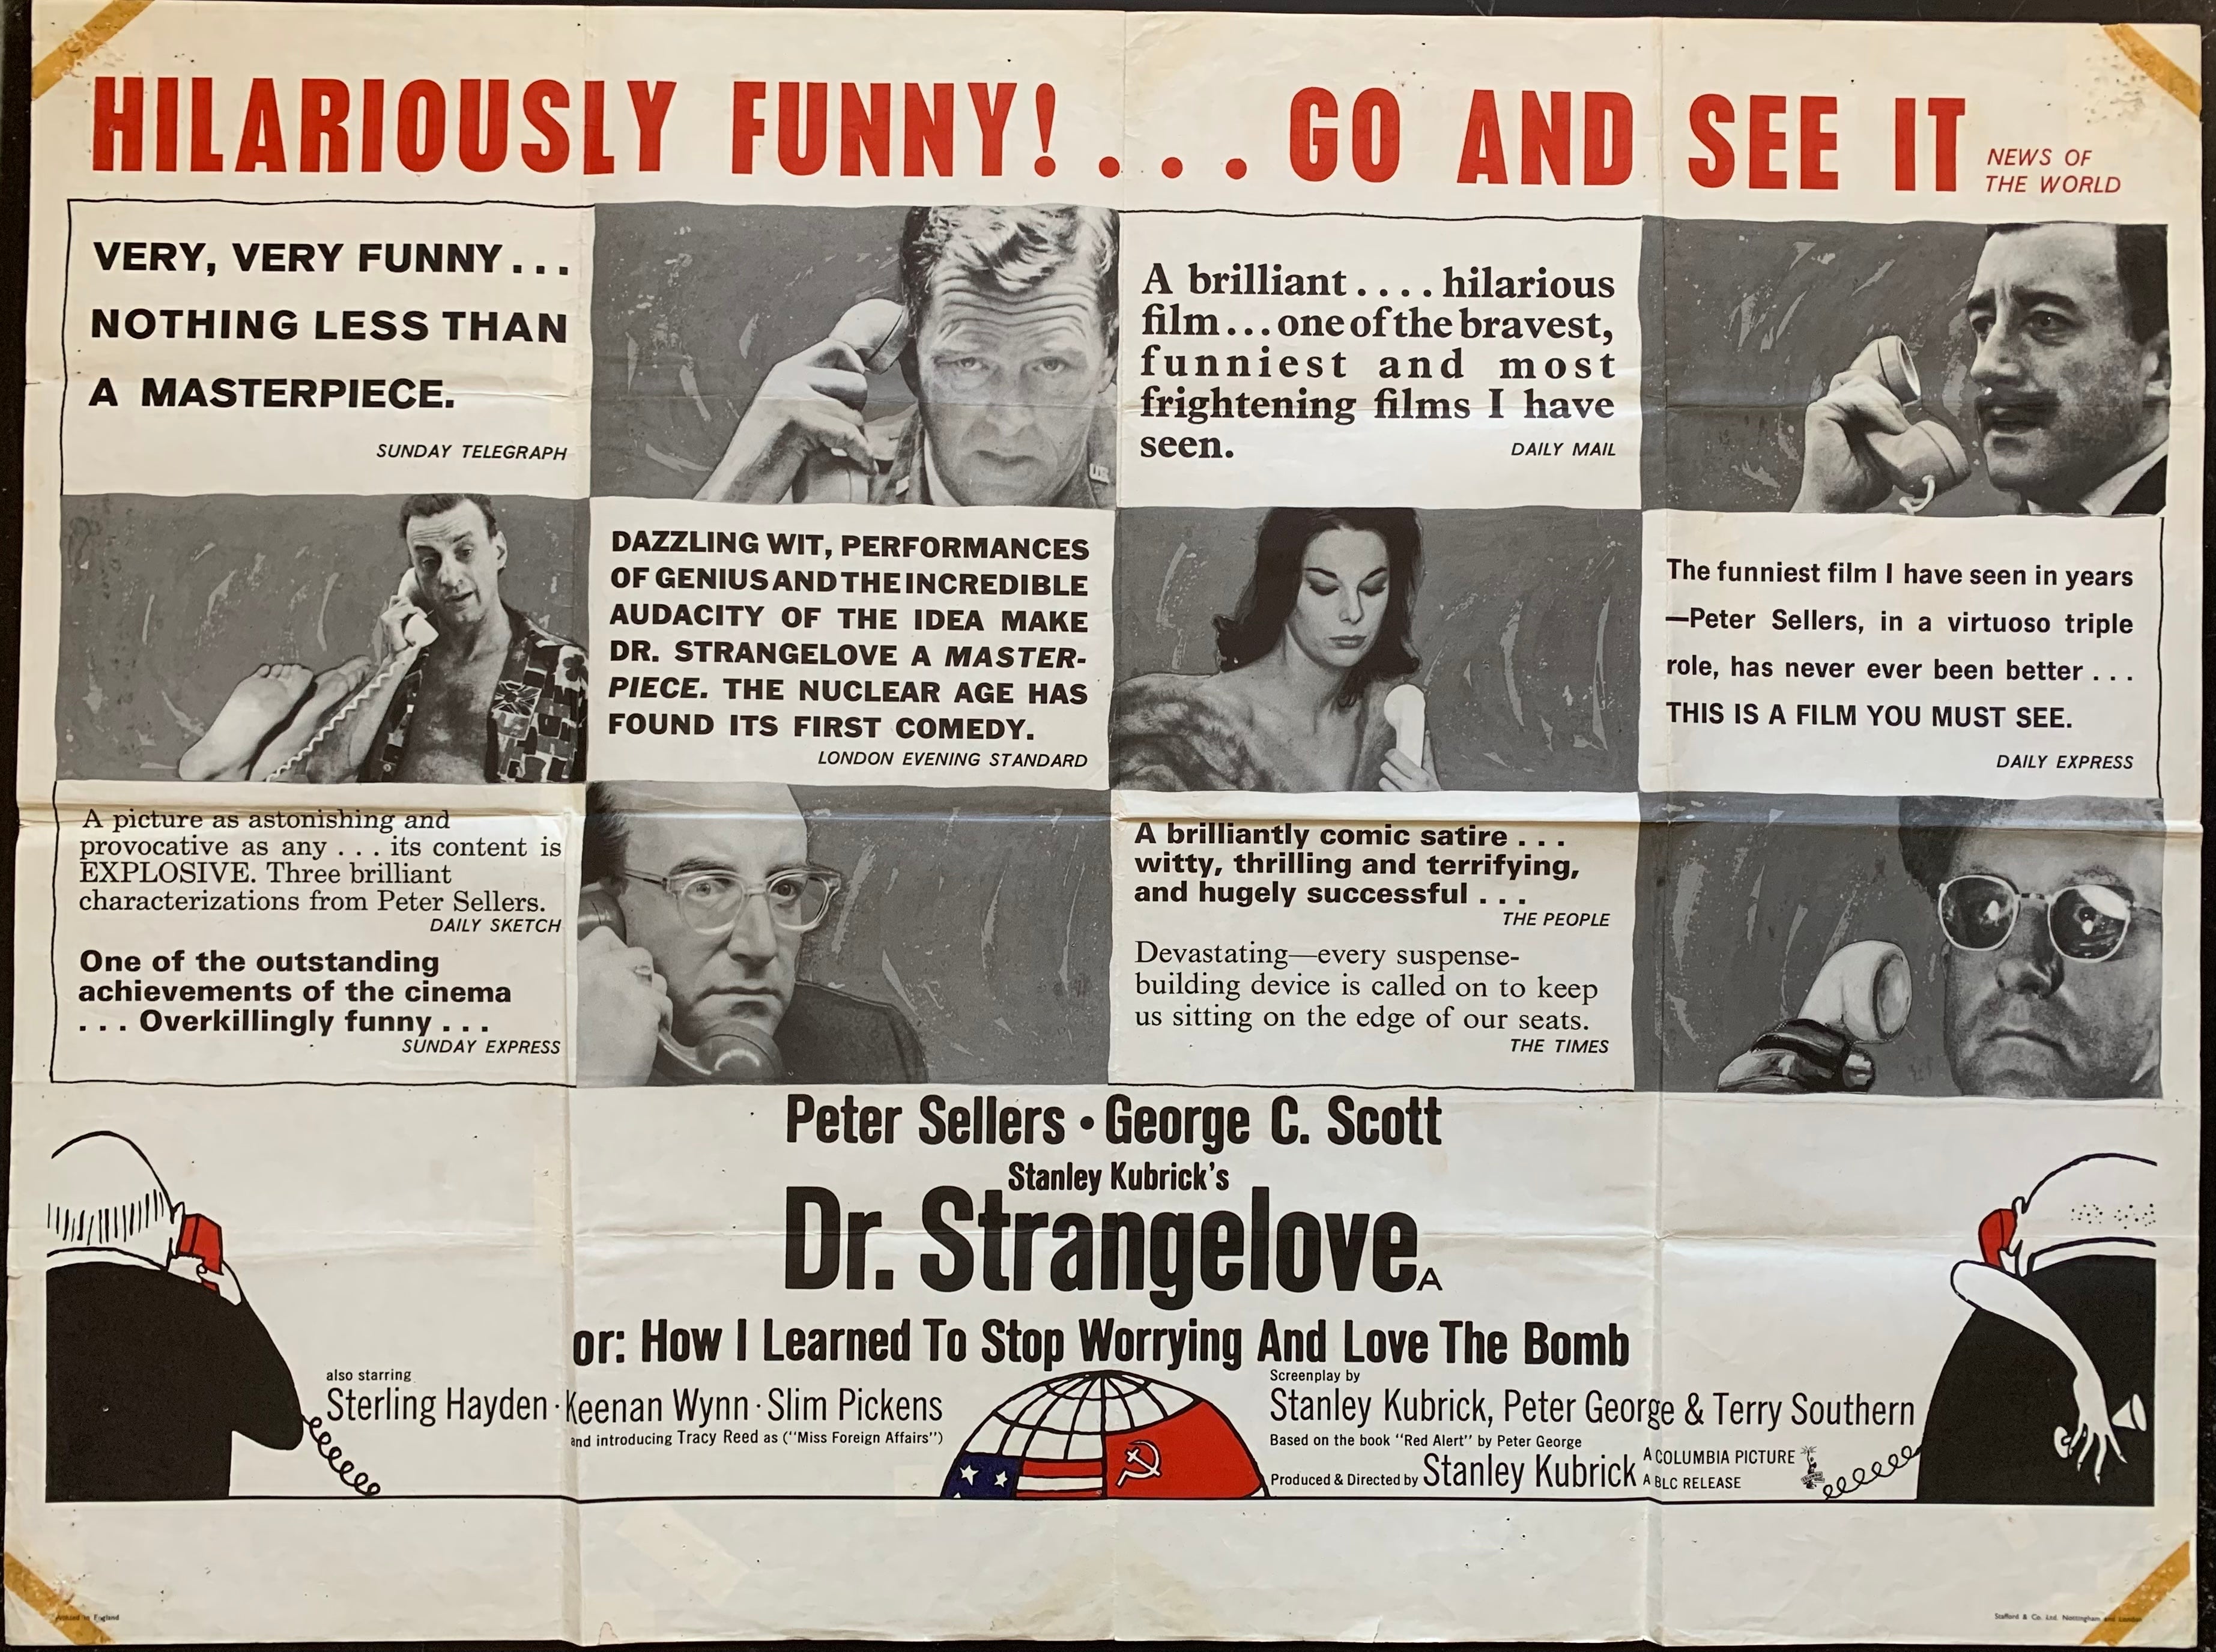 HILARIOUSLY FUNNY! . . . GO AND SEE IT
NEWS OF
THE WORLD
VERY, VERY FUNNY . . .
NOTHING LESS THAN
A MASTERPIECE.
SUNDAY TELEGRAPH
A brilliant . . . . hilarious
film . . . one of the bravest,
funniest and most
frightening films I have
seen.
DAILY MAIL
US
DAZZLING WIT, PERFORMANCES
OF GENIUS AND THE INCREDIBLE
AUDACITY OF THE IDEA MAKE
DR. STRANGELOVE A MASTER-
PIECE. THE NUCLEAR AGE HAS
FOUND ITS FIRST COMEDY.
LONDON EVENING STANDARD
The funniest film I have seen in years
—Peter Sellers, in a virtuoso triple
role, has never ever been better . . .
THIS IS A FILM YOU MUST SEE.
DAILY EXPRESS
A picture as astonishing and
provocative as any . . . its content is
EXPLOSIVE. Three brilliant
characterizations from Peter Sellers.
DAILY SKETCH
One of the outstanding
achievements of the cinema
. . . Overkillingly funny . . .
SUNDAY EXPRESS
A brilliantly comic satire . . .
witty, thrilling and terrifying,
and hugely successful . . .
THE PEOPLE
Devastating—every suspense-
building device is called on to keep
us sitting on the edge of our seats.
THE TIMES
Peter Sellers • George C. Scott
Stanley Kubrick's
Dr. Strangelove A
or: How I Learned To Stop Worrying And Love The Bomb
also starring
Sterling Hayden · Keenan Wynn · Slim Pickens
and introducing Tracy Reed as ("Miss Foreign Affairs")
Screenplay by
Stanley Kubrick, Peter George & Terry Southern
Based on the book "Red Alert" by Peter George
Produced & Directed by Stanley Kubrick
A COLUMBIA PICTURE
A BLC RELEASE
Printed in England
Stafford & Co. Ltd. Nottingham and London